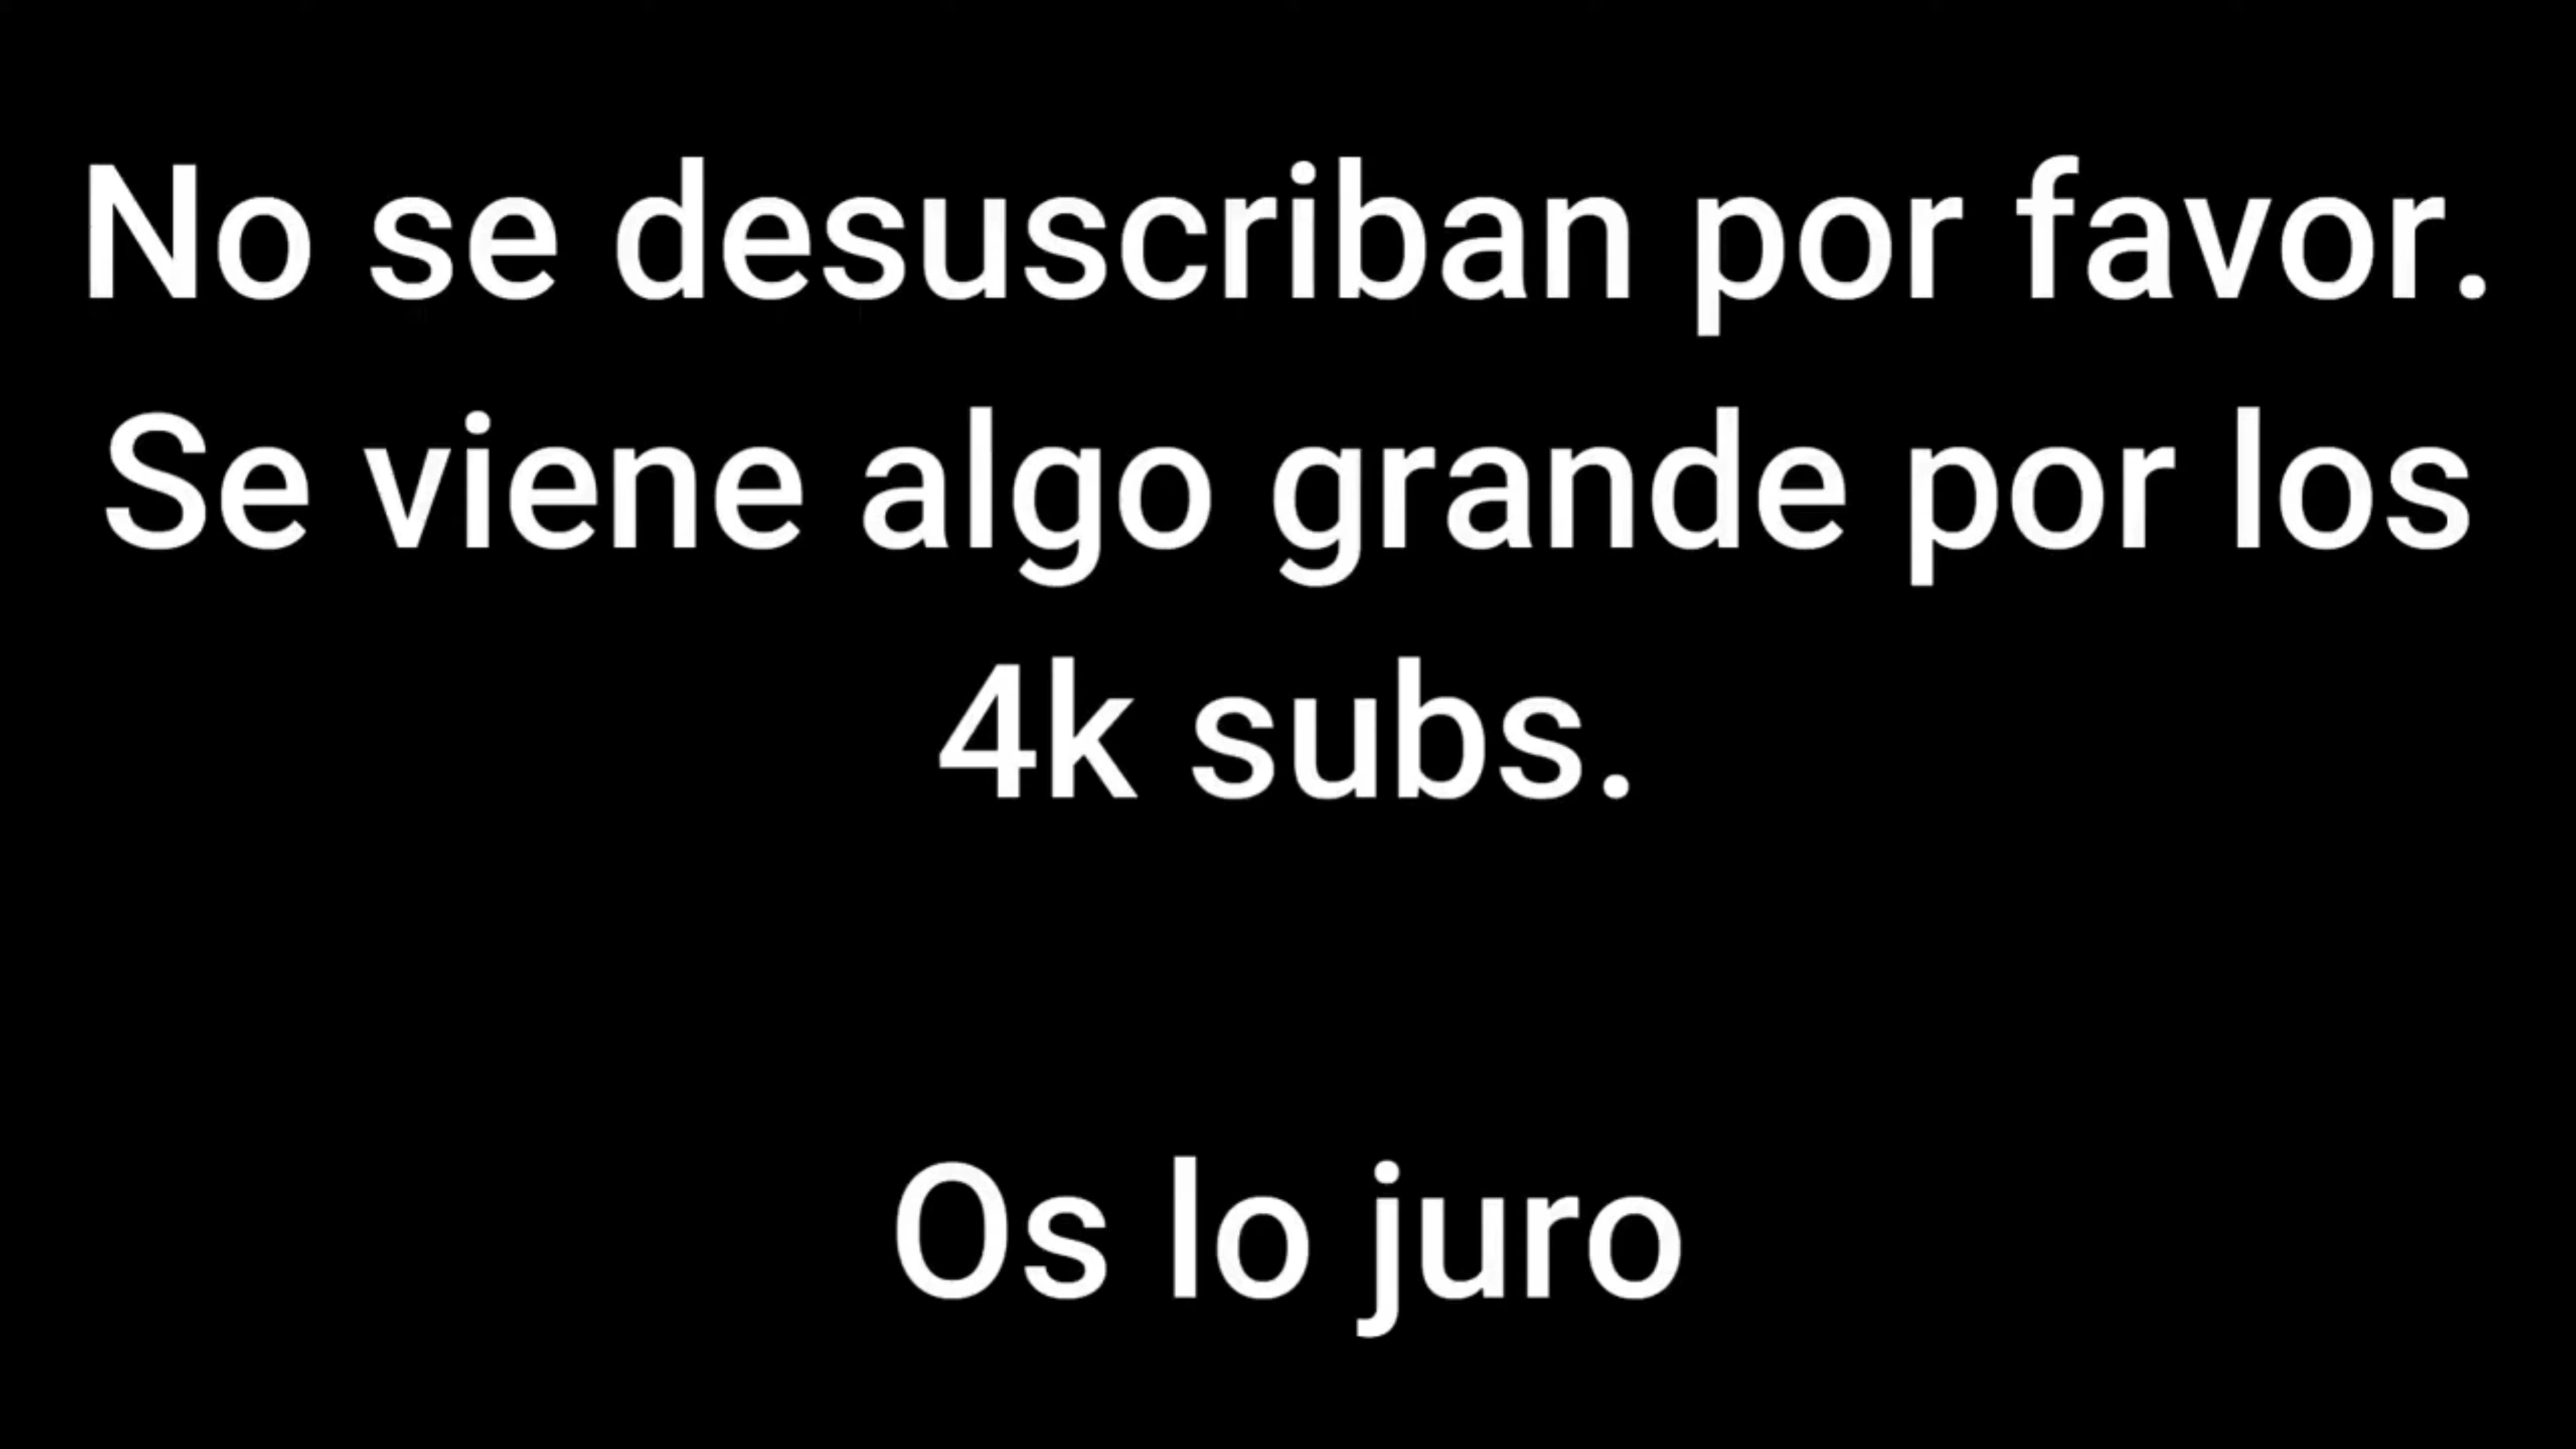 No se desuscriban por favor.
Se viene algo grande por los
4k subs.
Os lo juro